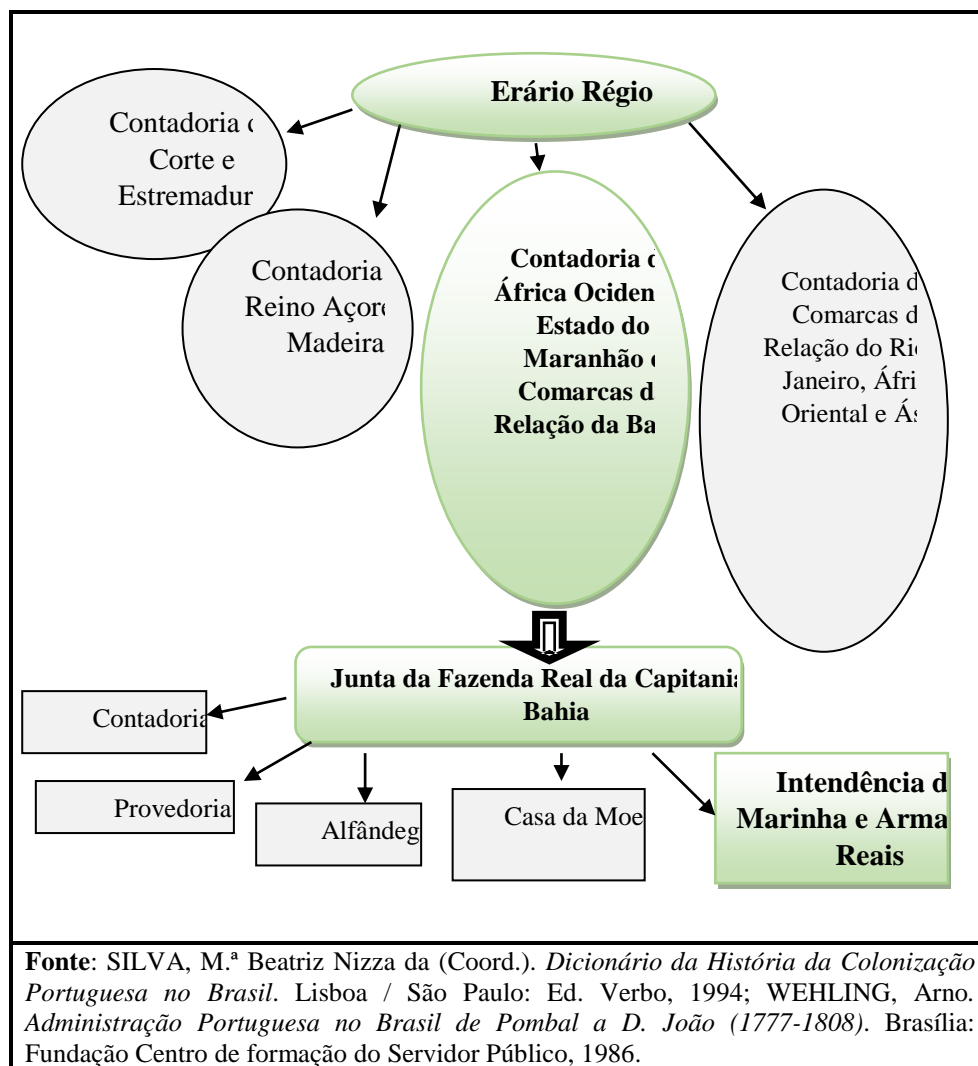 Erário Régio
Contadoria d
Corte e
Estremadur
Contadoria
Reino Açore
Madeira
Contadoria d
África Ociden
Estado do
Maranhão e
Comarcas d
Relação da Ba
Contadoria d
Comarcas d
Relação do Rio
Janeiro, Áfri
Oriental e Ás
Junta da Fazenda Real da Capitania
Bahia
Contadoria
Provedoria
Alfândeg
Casa da Moe
Intendência d
Marinha e Arma
Reais
Fonte: SILVA, M.ª Beatriz Nizza da (Coord.). Dicionário da História da Colonização
Portuguesa no Brasil. Lisboa / São Paulo: Ed. Verbo, 1994; WEHLING, Arno.
Administração Portuguesa no Brasil de Pombal a D. João (1777-1808). Brasília:
Fundação Centro de formação do Servidor Público, 1986.